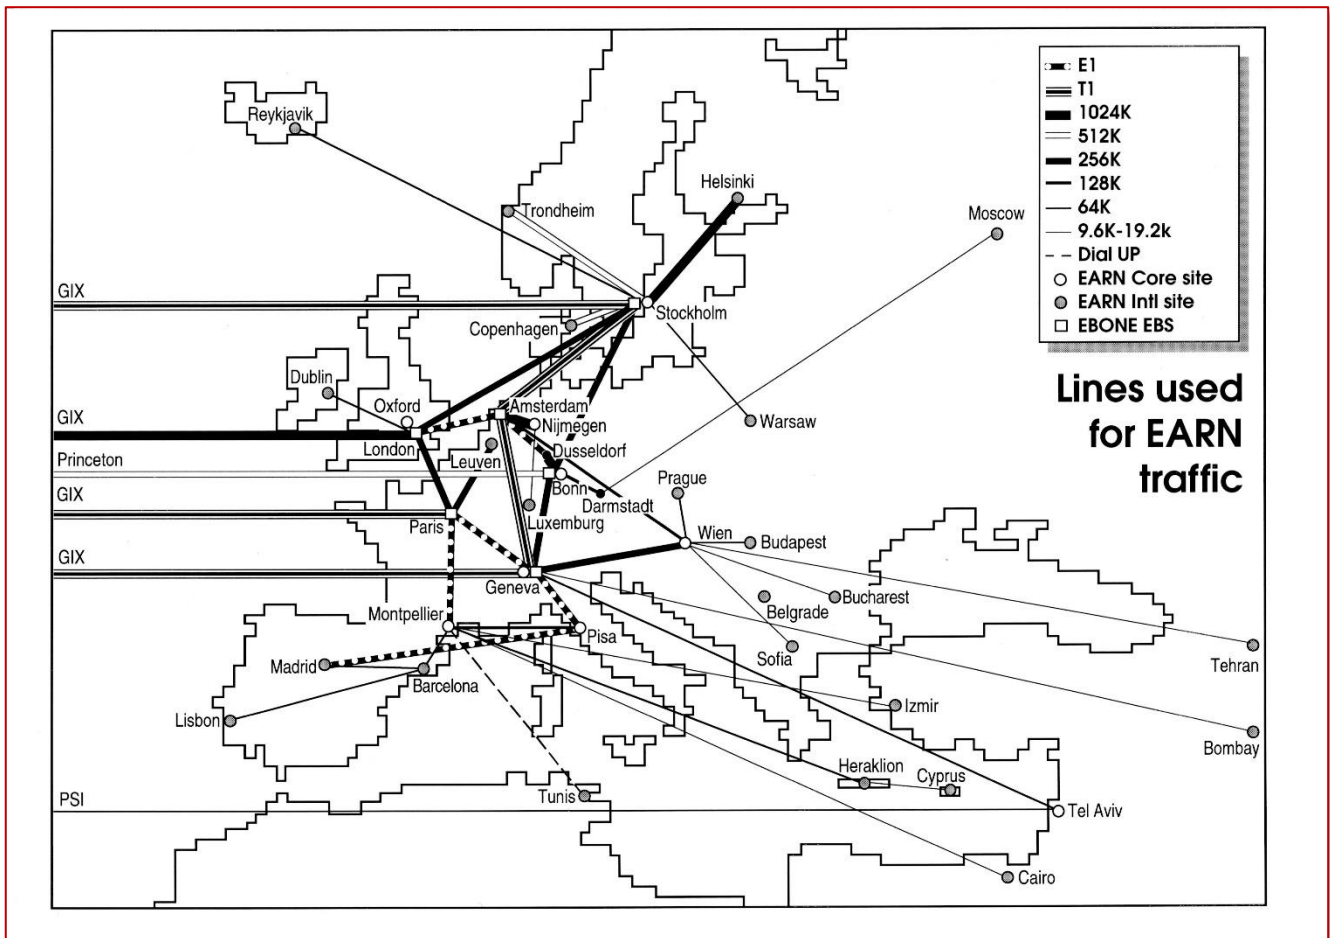 Reykjavik
Trondheim
Helsinki
Moscow
E1
T1
1024K
512K
256K
128K
64K
9.6K-19.2k
Dial UP
EARN Core site
EARN Intl site
EBONE EBS
GIX
Stockholm
Copenhagen
Dublin
Oxford
Amsterdam
Lines used
for EARN
traffic
GIX
London
Nijmegen
Warsaw
Princeton
Leuven
Dusseldorf
Bonn
Prague
GIX
Paris
Luxemburg
Darmstadt
Wien
Budapest
GIX
Geneva
Montpellier
Belgrade
Bucharest
Pisa
Sofia
Madrid
Barcelona
Tehran
Lisbon
Izmir
Bombay
Heraklion
Cyprus
PSI
Tunis
Tel Aviv
Cairo